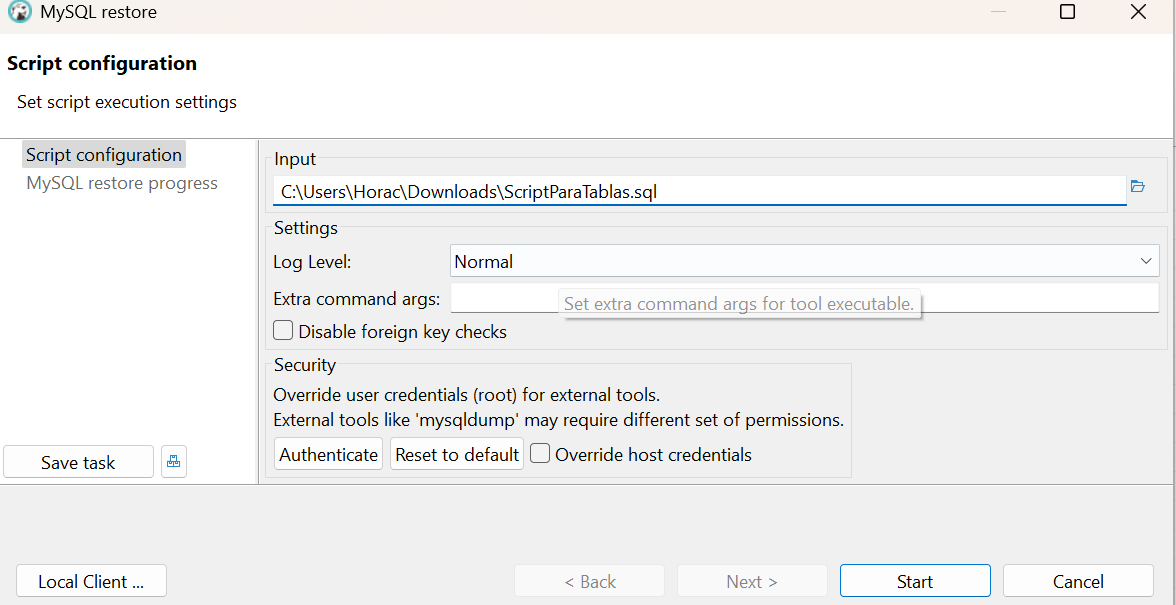 MySQL restore
Script configuration
Set script execution settings
Script configuration
MySQL restore progress
Input
C:\Users\Horac\Downloads\ScriptParaTablas.sql
Settings
Log Level:
Normal
Extra command args:
Set extra command args for tool executable.
Disable foreign key checks
Security
Override user credentials (root) for external tools.
External tools like 'mysqldump' may require different set of permissions.
Authenticate
Reset to default
Override host credentials
Save task
Local Client ...
< Back
Next >
Start
Cancel